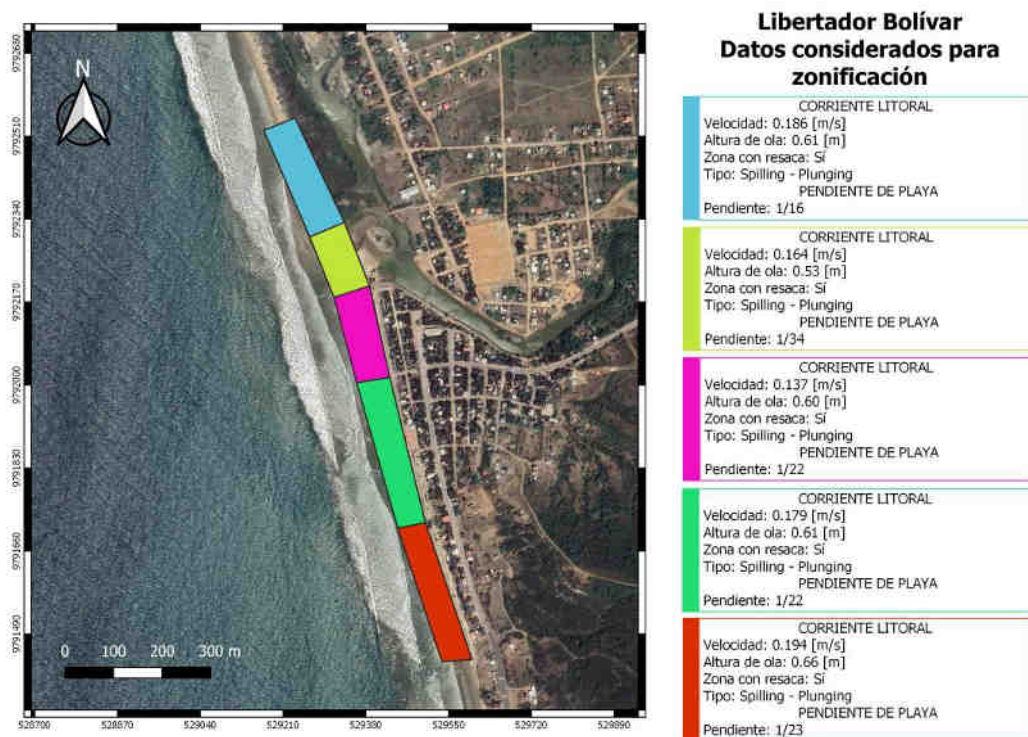 Libertador Bolívar
Datos considerados para
zonificación
N
9792680
9792510
9792340
9792170
9792000
9791830
9791660
9791490
0 100 200 300 m
528700 528870 529040 529210 529380 529550 529720 529890
CORRIENTE LITORAL
Velocidad: 0.186 [m/s]
Altura de ola: 0.61 [m]
Zona con resaca: Sí
Tipo: Spilling - Plunging
PENDIENTE DE PLAYA
Pendiente: 1/16
CORRIENTE LITORAL
Velocidad: 0.164 [m/s]
Altura de ola: 0.53 [m]
Zona con resaca: Sí
Tipo: Spilling - Plunging
PENDIENTE DE PLAYA
Pendiente: 1/34
CORRIENTE LITORAL
Velocidad: 0.137 [m/s]
Altura de ola: 0.60 [m]
Zona con resaca: Sí
Tipo: Spilling - Plunging
PENDIENTE DE PLAYA
Pendiente: 1/22
CORRIENTE LITORAL
Velocidad: 0.179 [m/s]
Altura de ola: 0.61 [m]
Zona con resaca: Sí
Tipo: Spilling - Plunging
PENDIENTE DE PLAYA
Pendiente: 1/22
CORRIENTE LITORAL
Velocidad: 0.194 [m/s]
Altura de ola: 0.66 [m]
Zona con resaca: Sí
Tipo: Spilling - Plunging
PENDIENTE DE PLAYA
Pendiente: 1/23